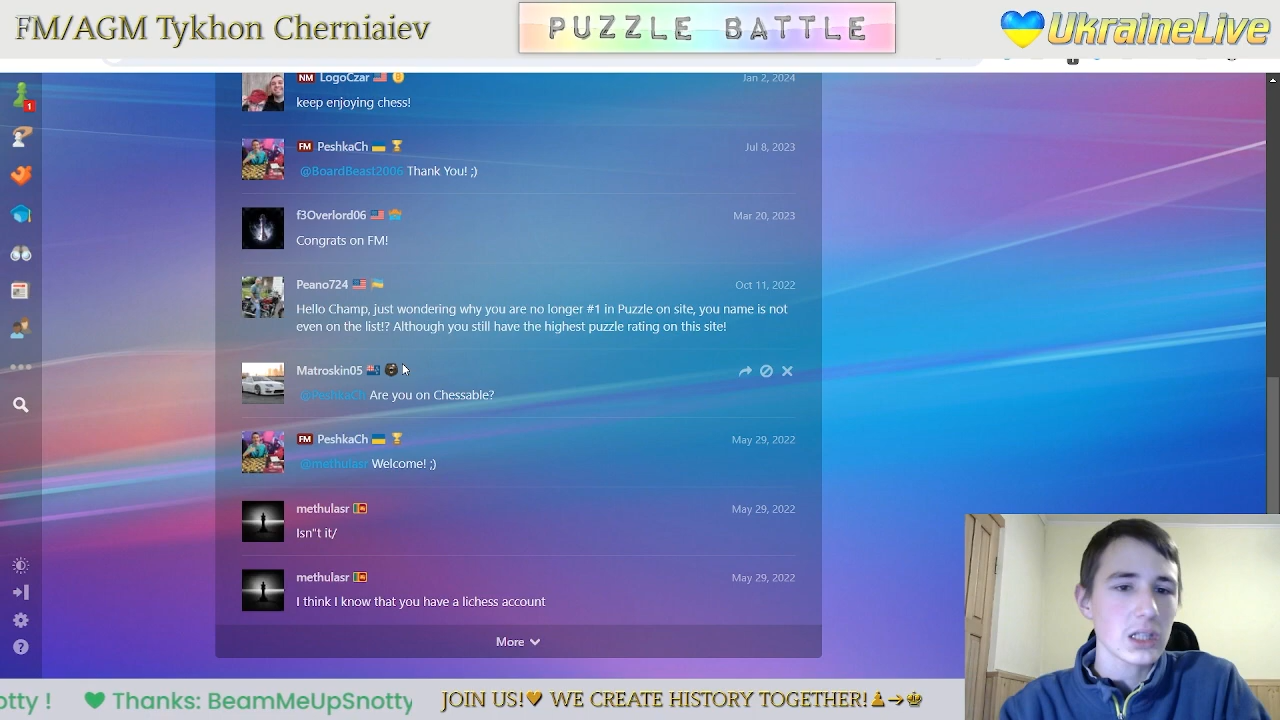 FM/AGM Tykhon Cherniaiev
PUZZLE BATTLE
UkraineLive
NM LogoCzar
Jan 2, 2024
keep enjoying chess!
FM PeshkaCh
Jul 8, 2023
@BoardBeast2006 Thank You! ;)
f3Overlord06
Mar 20, 2023
Congrats on FM!
Peano724
Oct 11, 2022
Hello Champ, just wondering why you are no longer #1 in Puzzle on site, you name is not
even on the list!? Although you still have the highest puzzle rating on this site!
Matroskin05
@PeshkaCh Are you on Chessable?
FM PeshkaCh
May 29, 2022
@methulasr Welcome! ;)
methulasr
May 29, 2022
Isn"t it/
methulasr
May 29, 2022
I think I know that you have a lichess account
More
1
otty !
Thanks: BeamMeUpSnotty
JOIN US! WE CREATE HISTORY TOGETHER!